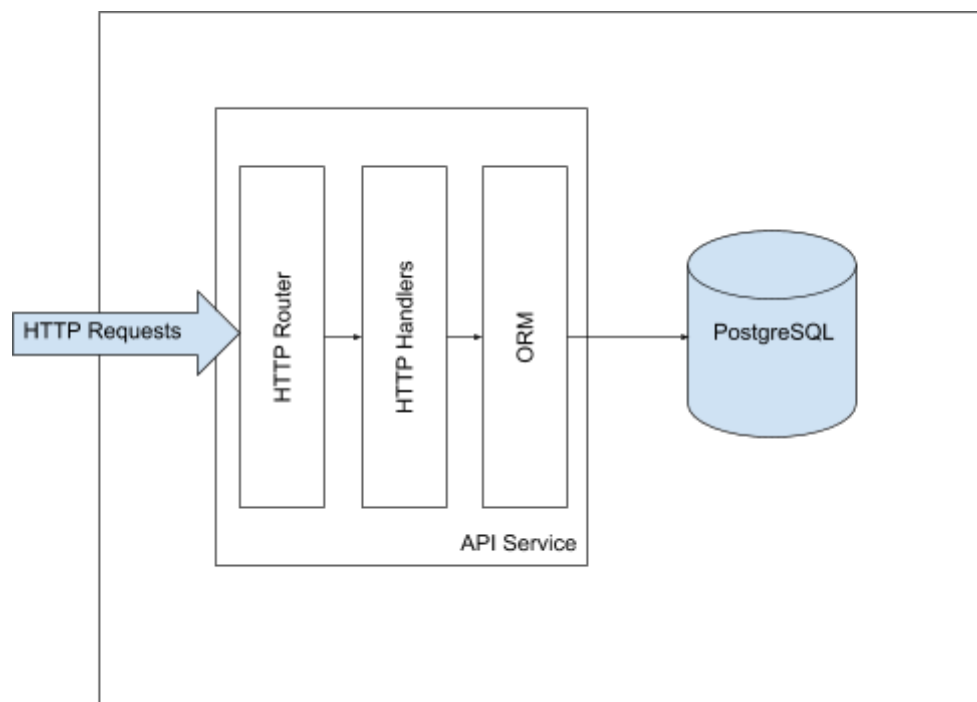 HTTP Requests
HTTP Router
HTTP Handlers
ORM
PostgreSQL
API Service